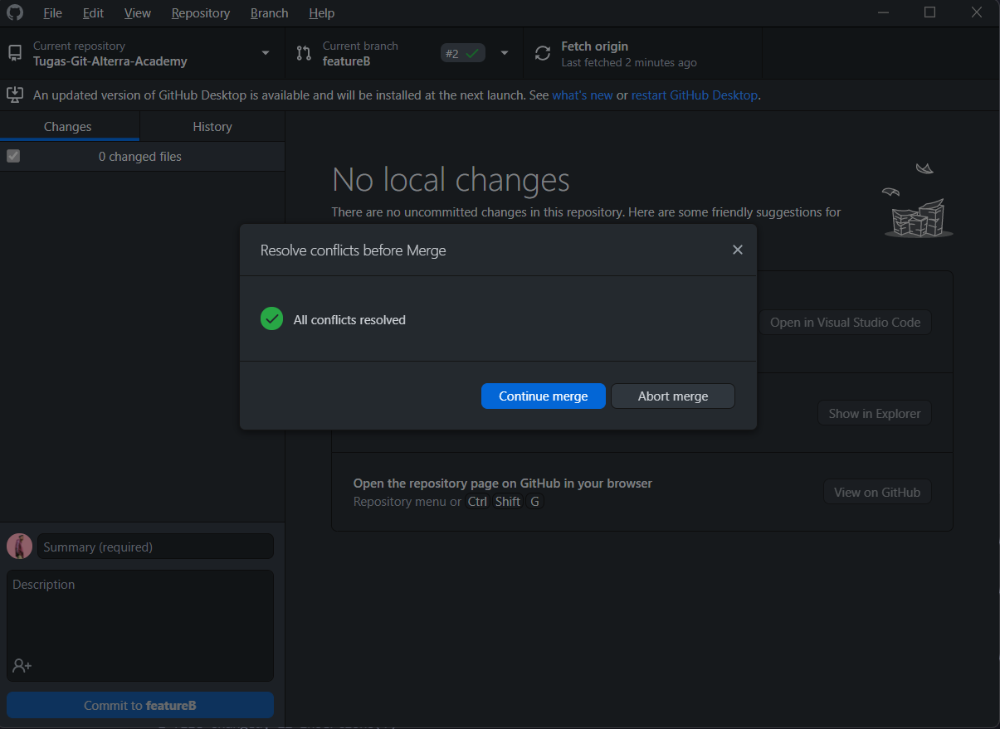 File Edit View Repository Branch Help
Current repository
Tugas-Git-Alterra-Academy
Current branch
featureB
#2
Fetch origin
Last fetched 2 minutes ago
An updated version of GitHub Desktop is available and will be installed at the next launch. See what's new or restart GitHub Desktop.
Changes
History
0 changed files
No local changes
There are no uncommitted changes in this repository. Here are some friendly suggestions for
Resolve conflicts before Merge
All conflicts resolved
Continue merge
Abort merge
Open in Visual Studio Code
Show in Explorer
Open the repository page on GitHub in your browser
Repository menu or Ctrl Shift G
View on GitHub
Summary (required)
Description
Commit to featureB